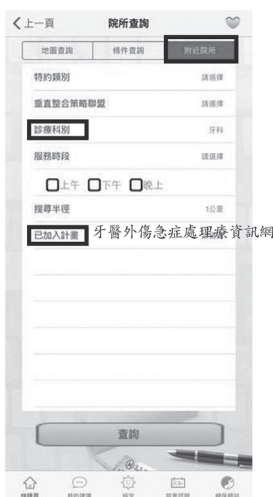 上一頁 院所查詢
地圖查詢 條件查詢 附近院所
特約類別 請選擇
垂直整合策略聯盟 請選擇
診療科別 牙科
服務時段 請選擇
上午 下午 晚上
搜尋半徑 1公里
已加入計畫 牙醫外傷急症處理療資訊網
查詢